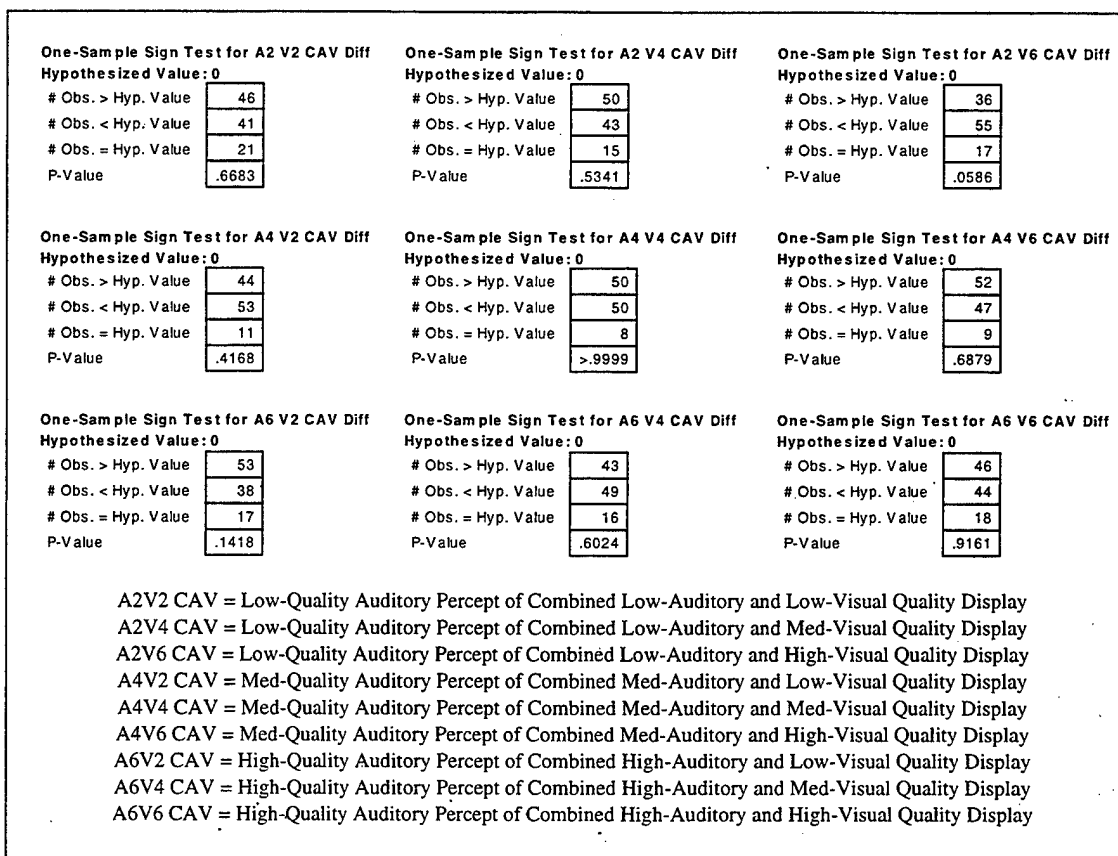 One-Sample Sign Test for A2 V2 CAV Diff
Hypothesized Value: 0
# Obs. > Hyp. Value 46
# Obs. < Hyp. Value 41
# Obs. = Hyp. Value 21
P-Value .6683
One-Sample Sign Test for A2 V4 CAV Diff
Hypothesized Value: 0
# Obs. > Hyp. Value 50
# Obs. < Hyp. Value 43
# Obs. = Hyp. Value 15
P-Value .5341
One-Sample Sign Test for A2 V6 CAV Diff
Hypothesized Value: 0
# Obs. > Hyp. Value 36
# Obs. < Hyp. Value 55
# Obs. = Hyp. Value 17
P-Value .0586
One-Sample Sign Test for A4 V2 CAV Diff
Hypothesized Value: 0
# Obs. > Hyp. Value 44
# Obs. < Hyp. Value 53
# Obs. = Hyp. Value 11
P-Value .4168
One-Sample Sign Test for A4 V4 CAV Diff
Hypothesized Value: 0
# Obs. > Hyp. Value 50
# Obs. < Hyp. Value 50
# Obs. = Hyp. Value 8
P-Value >.9999
One-Sample Sign Test for A4 V6 CAV Diff
Hypothesized Value: 0
# Obs. > Hyp. Value 52
# Obs. < Hyp. Value 47
# Obs. = Hyp. Value 9
P-Value .6879
One-Sample Sign Test for A6 V2 CAV Diff
Hypothesized Value: 0
# Obs. > Hyp. Value 53
# Obs. < Hyp. Value 38
# Obs. = Hyp. Value 17
P-Value .1418
One-Sample Sign Test for A6 V4 CAV Diff
Hypothesized Value: 0
# Obs. > Hyp. Value 43
# Obs. < Hyp. Value 49
# Obs. = Hyp. Value 16
P-Value .6024
One-Sample Sign Test for A6 V6 CAV Diff
Hypothesized Value: 0
# Obs. > Hyp. Value 46
# Obs. < Hyp. Value 44
# Obs. = Hyp. Value 18
P-Value .9161
A2V2 CAV = Low-Quality Auditory Percept of Combined Low-Auditory and Low-Visual Quality Display
A2V4 CAV = Low-Quality Auditory Percept of Combined Low-Auditory and Med-Visual Quality Display
A2V6 CAV = Low-Quality Auditory Percept of Combined Low-Auditory and High-Visual Quality Display
A4V2 CAV = Med-Quality Auditory Percept of Combined Med-Auditory and Low-Visual Quality Display
A4V4 CAV = Med-Quality Auditory Percept of Combined Med-Auditory and Med-Visual Quality Display
A4V6 CAV = Med-Quality Auditory Percept of Combined Med-Auditory and High-Visual Quality Display
A6V2 CAV = High-Quality Auditory Percept of Combined High-Auditory and Low-Visual Quality Display
A6V4 CAV = High-Quality Auditory Percept of Combined High-Auditory and Med-Visual Quality Display
A6V6 CAV = High-Quality Auditory Percept of Combined High-Auditory and High-Visual Quality Display